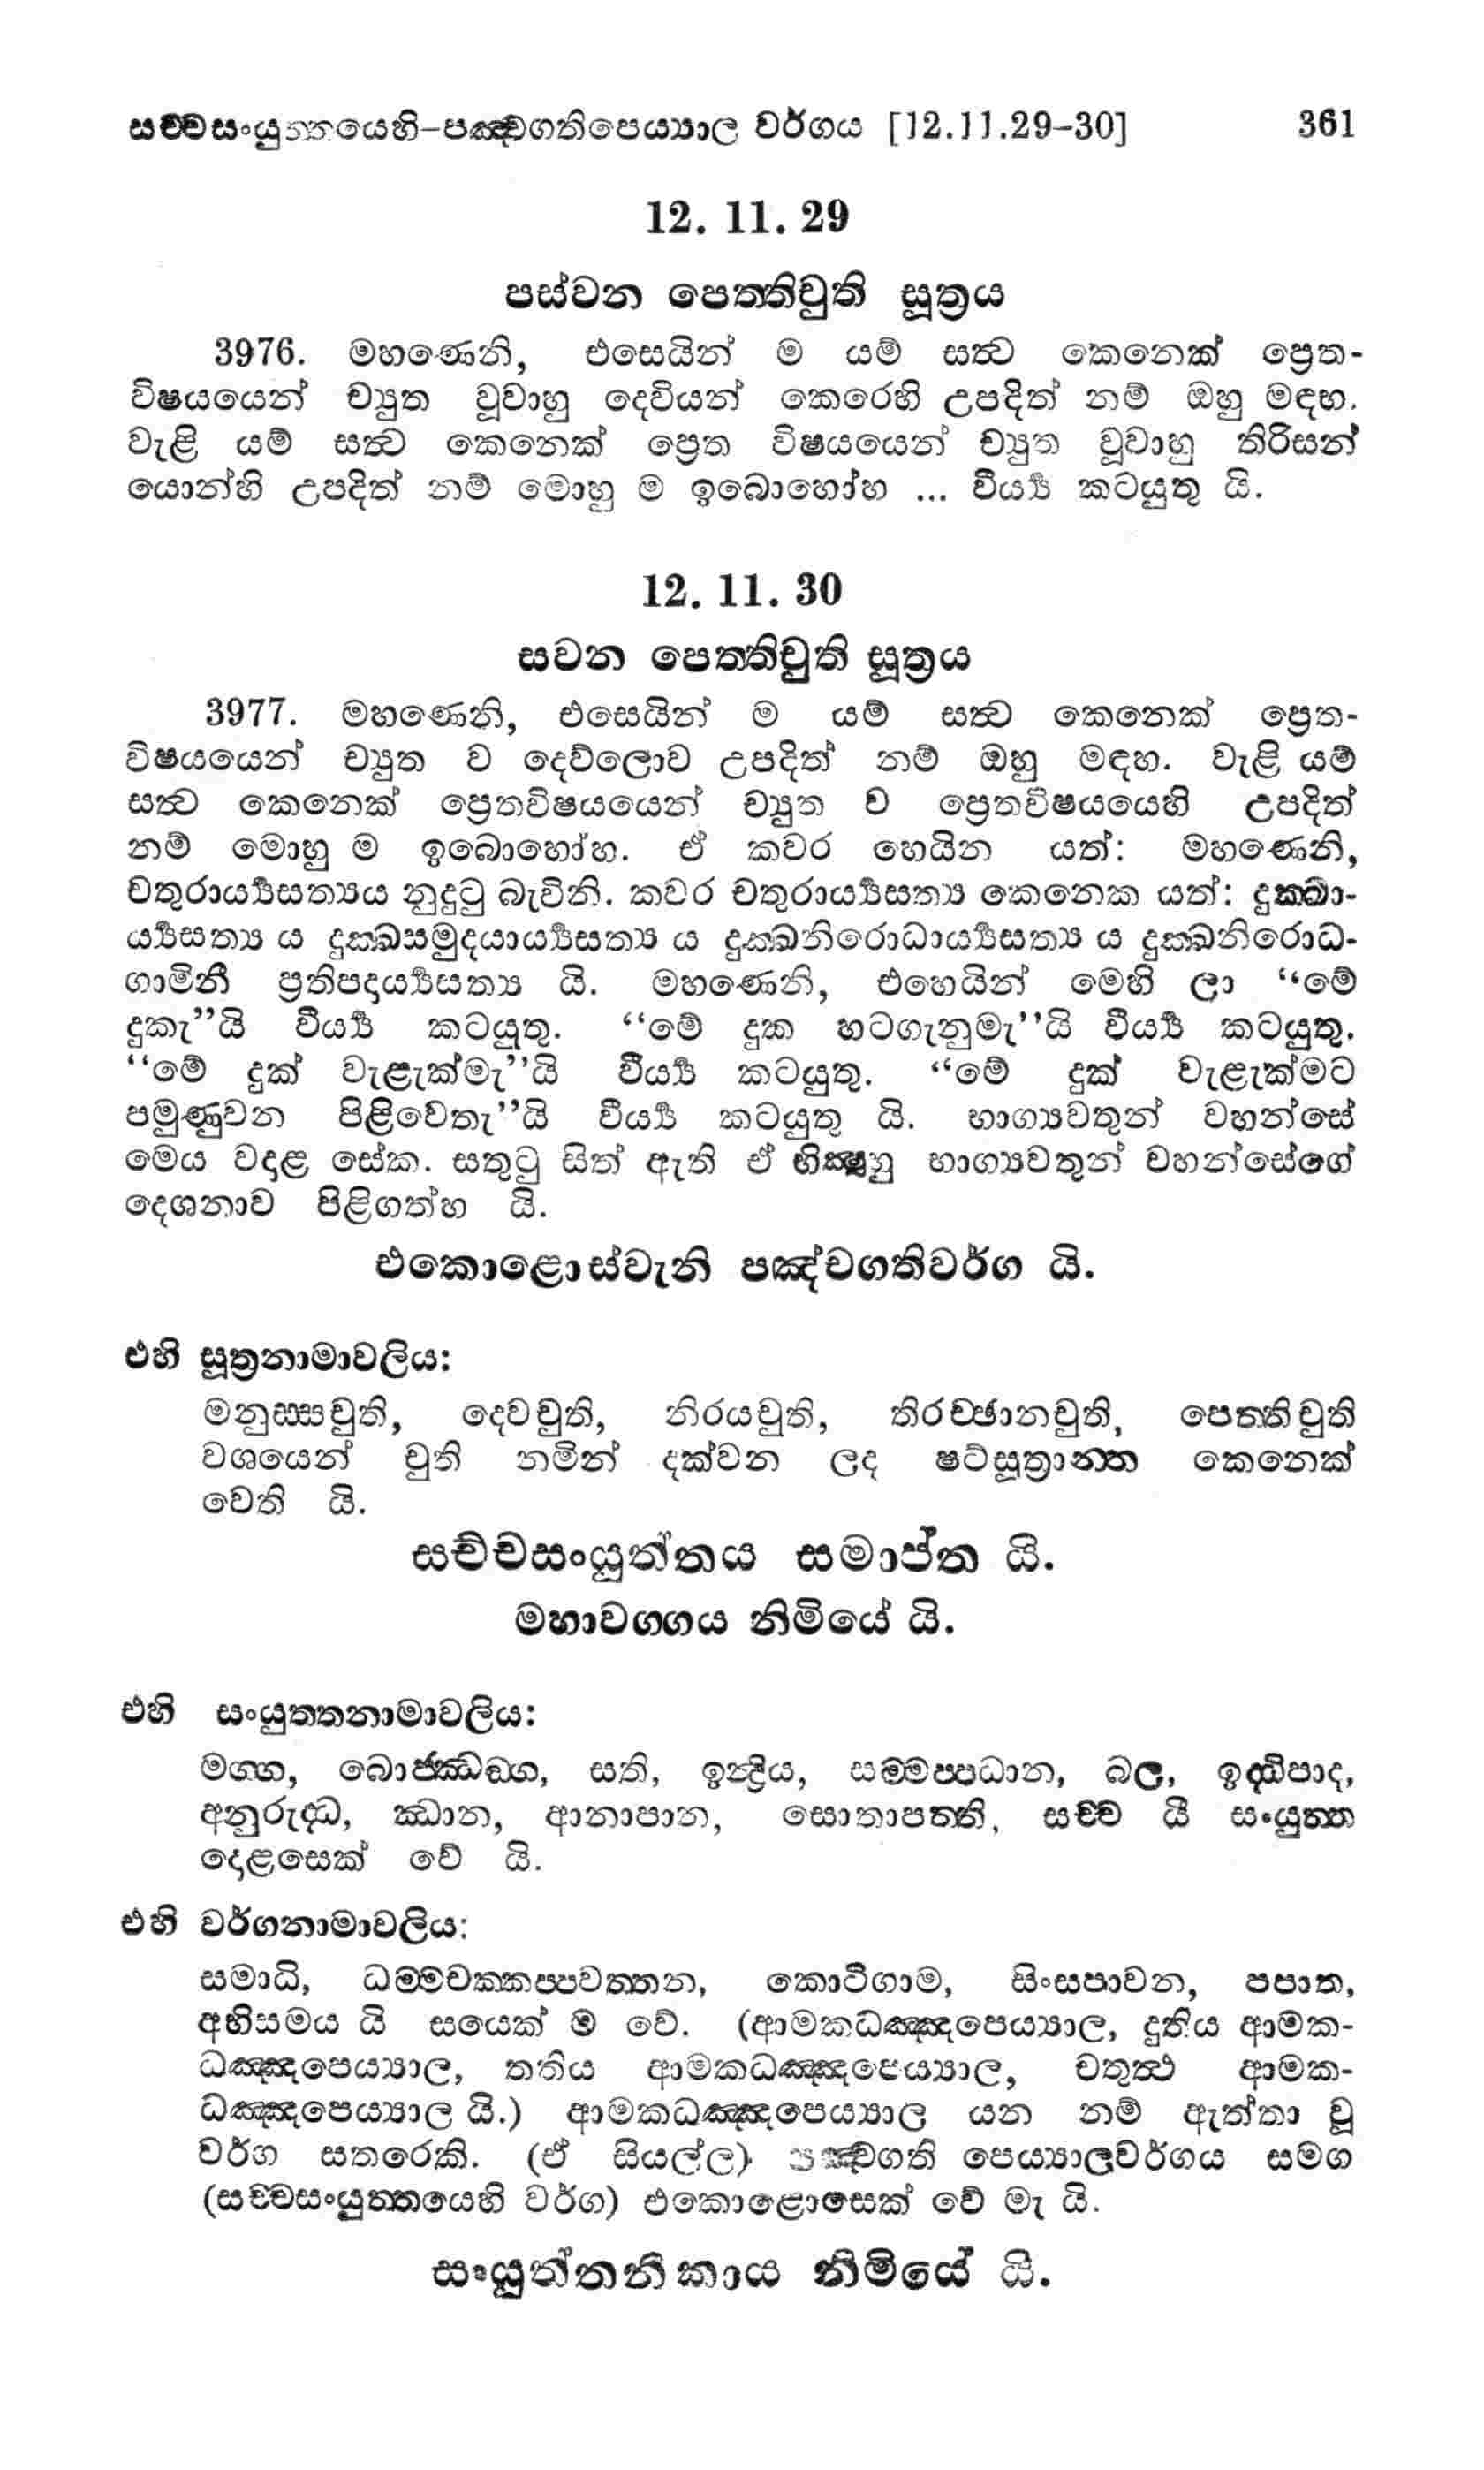 සච්චසංයුත්තයෙහි-පඤ්චගතිපෙය්‍යාල වර්ගය [12.11.29-30] 361
12. 11. 29
පස්වන පෙත්තිචුති සූත්‍රය
3976. මහණෙනි, එසෙයින් ම යම් සත්‍ව කෙනෙක් ප්‍රෙත-
විෂයයෙන් ච්‍යුත වූවාහු දෙවියන් කෙරෙහි උපදිත් නම් ඔහු මඳහ.
වැළි යම් සත්‍ව කෙනෙක් ප්‍රෙත විෂයයෙන් ච්‍යුත වූවාහු තිරිසන්
යොන්හි උපදිත් නම් මොහු ම ඉබොහෝහ ... වීර්‍ය්‍ය කටයුතු යි.
12. 11. 30
සවන පෙත්තිචුති සූත්‍රය
3977. මහණෙනි, එසෙයින් ම යම් සත්‍ව කෙනෙක් ප්‍රෙත-
විෂයයෙන් ච්‍යුත ව දෙව්ලොව උපදිත් නම් ඔහු මඳහ. වැළි යම්
සත්‍ව කෙනෙක් ප්‍රෙතවිෂයයෙන් ච්‍යුත ව ප්‍රෙතවිෂයයෙහි උපදිත්
නම් මොහු ම ඉබොහෝහ. ඒ කවර හෙයින යත්: මහණෙනි,
චතුරාර්‍ය්‍යසත්‍යය නුදුටු බැවිනි. කවර චතුරාර්‍ය්‍යසත්‍ය කෙනෙක යත්: දුක්ඛා-
ර්‍ය්‍යසත්‍ය ය දුක්ඛසමුදයාර්‍ය්‍යසත්‍ය ය දුක්ඛනිරොධාර්‍ය්‍යසත්‍ය ය දුක්ඛනිරොධ-
ගාමිනී ප්‍රතිපදාර්‍ය්‍යසත්‍ය යි. මහණෙනි, එහෙයින් මෙහි ලා “මේ
දුකැ”යි වීර්‍ය්‍ය කටයුතු. “මේ දුක හටගැනුමැ”යි වීර්‍ය්‍ය කටයුතු.
“මේ දුක් වැළැක්මැ”යි වීර්‍ය්‍ය කටයුතු. “මේ දුක් වැළැක්මට
පමුණුවන පිළිවෙතැ”යි වීර්‍ය්‍ය කටයුතු යි. භාග්‍යවතුන් වහන්සේ
මෙය වදාළ සේක. සතුටු සිත් ඇති ඒ භික්ෂුහු භාග්‍යවතුන් වහන්සේගේ
දෙශනාව පිළිගත්හ යි.
එකොළොස්වැනි පඤ්චගතිවර්ග යි.
එහි සූත්‍රනාමාවලිය:
මනුස්සචුති, දෙවචුති, නිරයචුති, තිරච්ඡානචුති, පෙත්තිචුති
වශයෙන් චුති නමින් දක්වන ලද ෂට්සූත්‍රාන්ත කෙනෙක්
වෙති යි.
සච්චසංයුත්තය සමාප්ත යි.
මහාවග්ගය නිමියේ යි.
එහි සංයුත්තනාමාවලිය:
මග්ග, බොජ්ඣඞ්ග, සති, ඉන්ද්‍රිය, සම්මප්පධාන, බල, ඉද්ධිපාද,
අනුරුද්ධ, ඣාන, ආනාපාන, සොතාපත්ති, සච්ච යී සංයුත්ත
දොළසෙක් වේ යි.
එහි වර්ගනාමාවලිය:
සමාධි, ධම්මචක්කප්පවත්තන, කොටිගාම, සිංසපාවන, පපාත,
අභිසමය යි සයෙක් ම වේ. (ආමකධඤ්ඤපෙය්‍යාල, දුතිය ආමක-
ධඤ්ඤපෙය්‍යාල, තතිය ආමකධඤ්ඤපෙය්‍යාල, චතුත්‍ථ ආමක-
ධඤ්ඤපෙය්‍යාල යි.) ආමකධඤ්ඤපෙය්‍යාල යන නම් ඇත්තා වූ
වර්ග සතරෙකි. (ඒ සියල්ල) පඤ්චගති පෙය්‍යාලවර්ගය සමග
(සච්චසංයුත්තයෙහි වර්ග) එකොළොසෙක් වේ මැ යි.
සංයුත්තනිකාය නිමියේ යි.